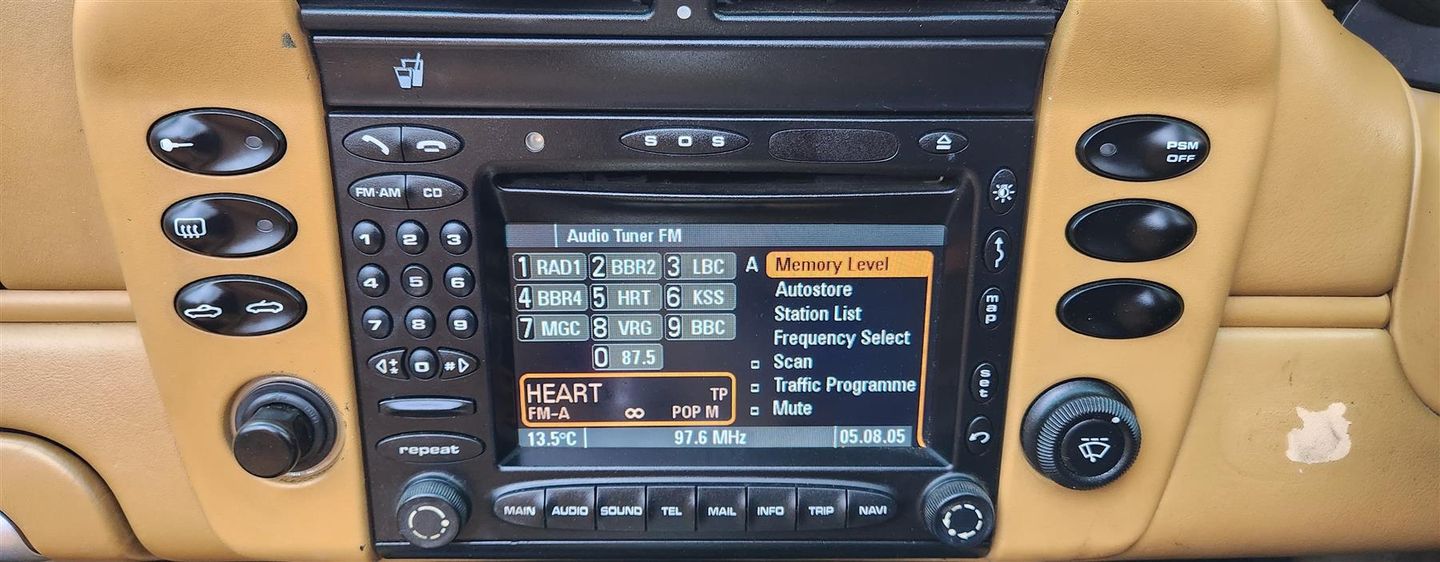 SOS
PSM
OFF
FM·AM CD
1 2 3
4 5 6
7 8 9
* 0 #
Audio Tuner FM
1 RAD1 2 BBR2 3 LBC
4 BBR4 5 HRT 6 KSS
7 MGC 8 VRG 9 BBC
0 87.5
HEART TP
FM-A ∞ POP M
A Memory Level
Autostore
Station List
Frequency Select
Scan
Traffic Programme
Mute
13.5°C 97.6 MHz 05.08.05
map
set
repeat
MAIN AUDIO SOUND TEL MAIL INFO TRIP NAVI